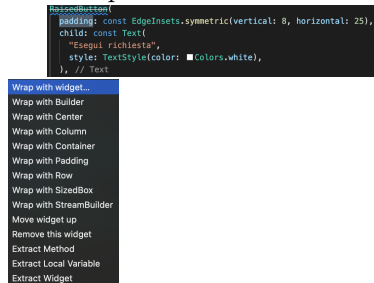 RaisedButton(
padding: const EdgeInsets.symmetric(vertical: 8, horizontal: 25),
child: const Text(
"Esegui richiesta",
style: TextStyle(color: Colors.white),
), // Text
Wrap with widget...
Wrap with Builder
Wrap with Center
Wrap with Column
Wrap with Container
Wrap with Padding
Wrap with Row
Wrap with SizedBox
Wrap with StreamBuilder
Move widget up
Remove this widget
Extract Method
Extract Local Variable
Extract Widget